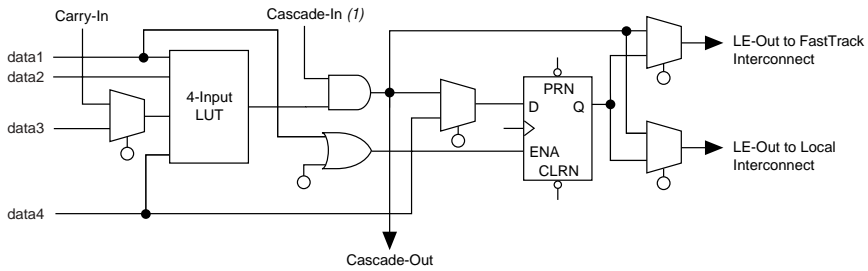 Carry-In
Cascade-In (1)
data1
data2
data3
data4
4-Input
LUT
PRN
D
Q
ENA
CLRN
LE-Out to FastTrack
Interconnect
LE-Out to Local
Interconnect
Cascade-Out